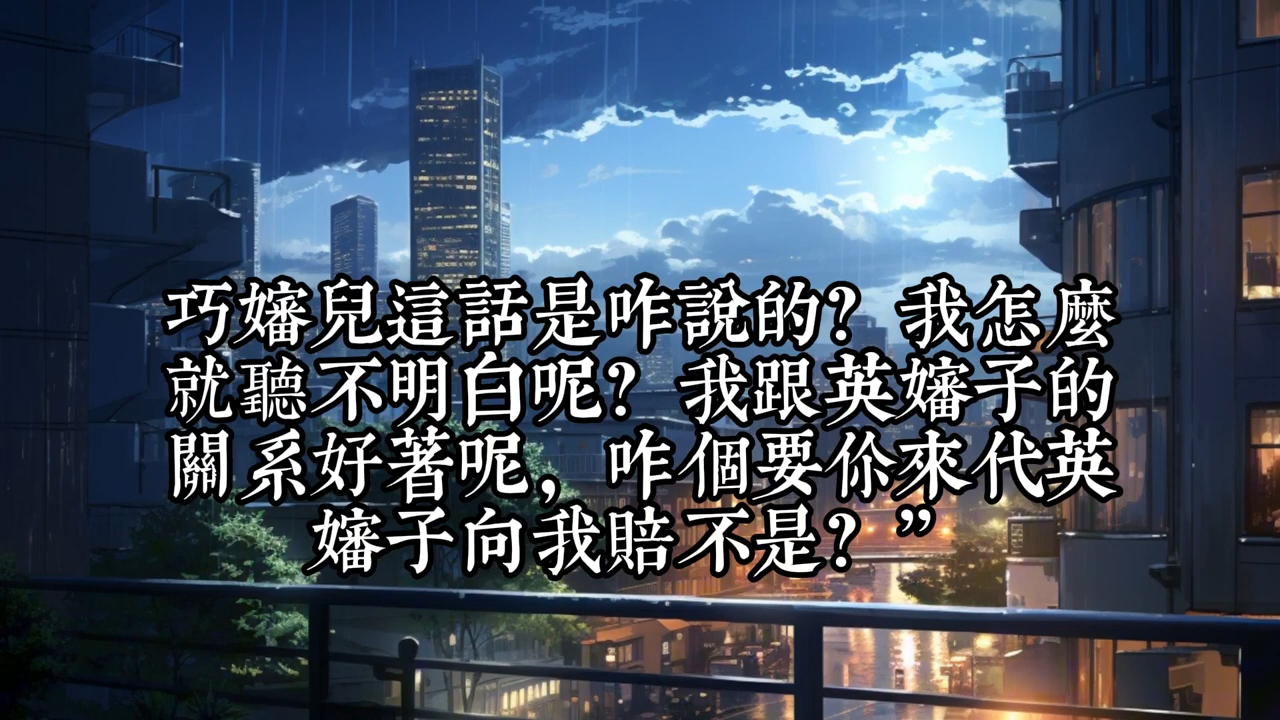 巧嬸兒這話是咋說的？我怎麼
就聽不明白呢？我跟英嬸子的
關系好著呢，咋個要你來代英
嬸子向我賠不是？”